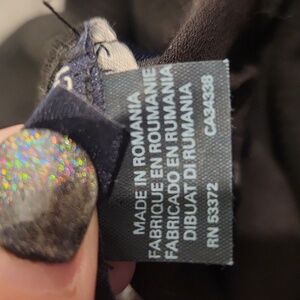 MADE IN ROMANIA
FABRIQUE EN ROUMANIE
FABRICADO EN RUMANIA
DIBUAT DI RUMANIA
CA34338
RN 53372